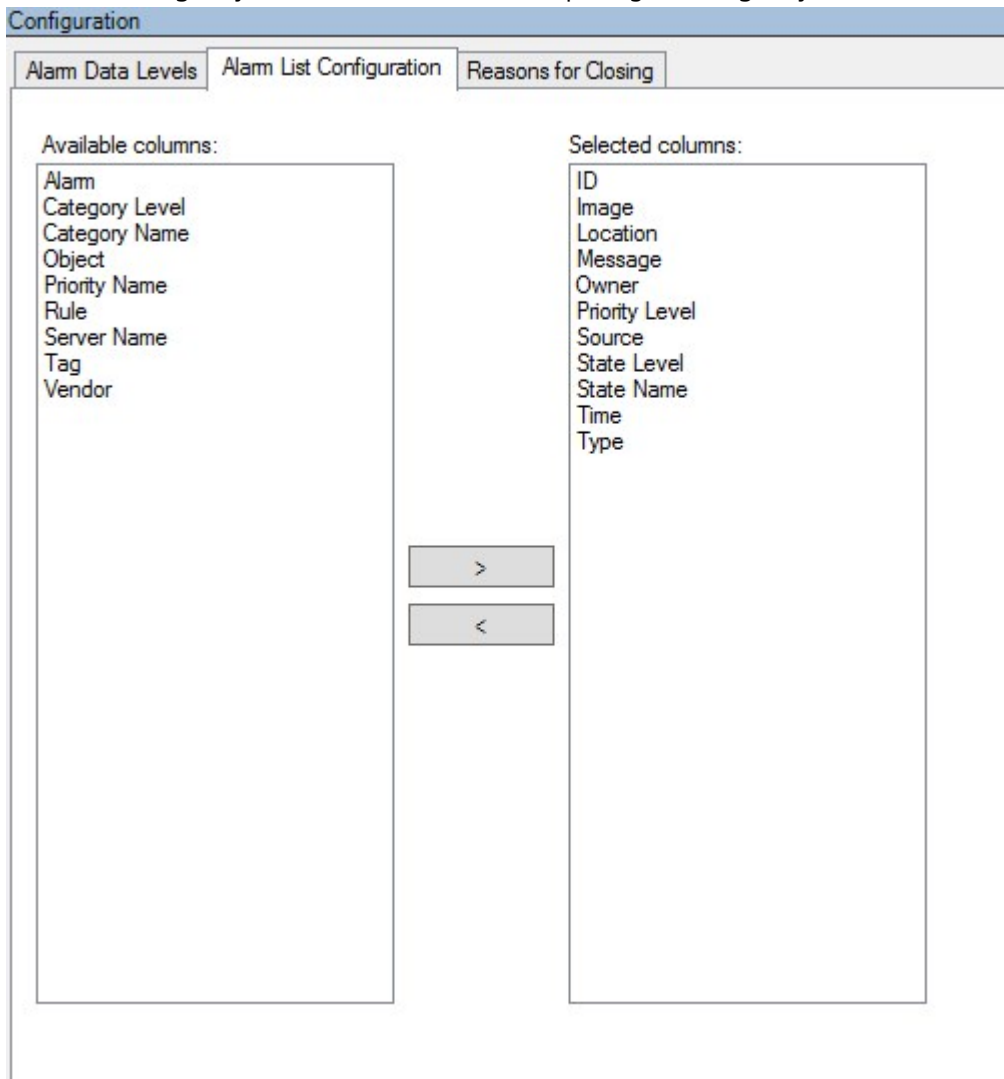 Configuration
Alarm Data Levels
Alarm List Configuration
Reasons for Closing
Available columns:
Alarm
Category Level
Category Name
Object
Priority Name
Rule
Server Name
Tag
Vendor
>
<
Selected columns:
ID
Image
Location
Message
Owner
Priority Level
Source
State Level
State Name
Time
Type